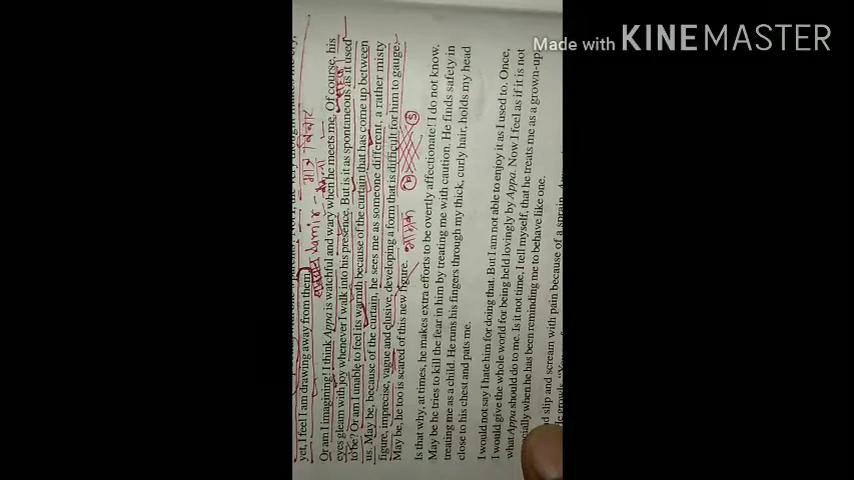 Made with KINEMASTER
yet, I feel I am drawing away from them.
Or am I imagining! I think Appa is watchful and wary when he meets me. Of course, his
eyes gleam with joy whenever I walk into his presence. But is it as spontaneous as it used
to be? Or am I unable to feel its warmth because of the curtain that has come up between
us. May be, because of the curtain, he sees me as someone different, a rather misty
figure, imprecise, vague and elusive, developing a form that is difficult for him to gauge.
May be, he too is scared of this new figure.
Is that why, at times, he makes extra efforts to be overtly affectionate! I do not know.
May be he tries to kill the fear in him by treating me with caution. He finds safety in
treating me as a child. He runs his fingers through my thick, curly hair, holds my head
close to his chest and pats me.
I would not say I hate him for doing that. But I am not able to enjoy it as I used to. Once,
I would give the whole world for being held lovingly by Appa. Now I feel as if it is not
what Appa should do to me. Is it not time, I tell myself, that he treats me as a grown-up
cially when he has been reminding me to behave like one.
slip and scream with pain because of a sprain,